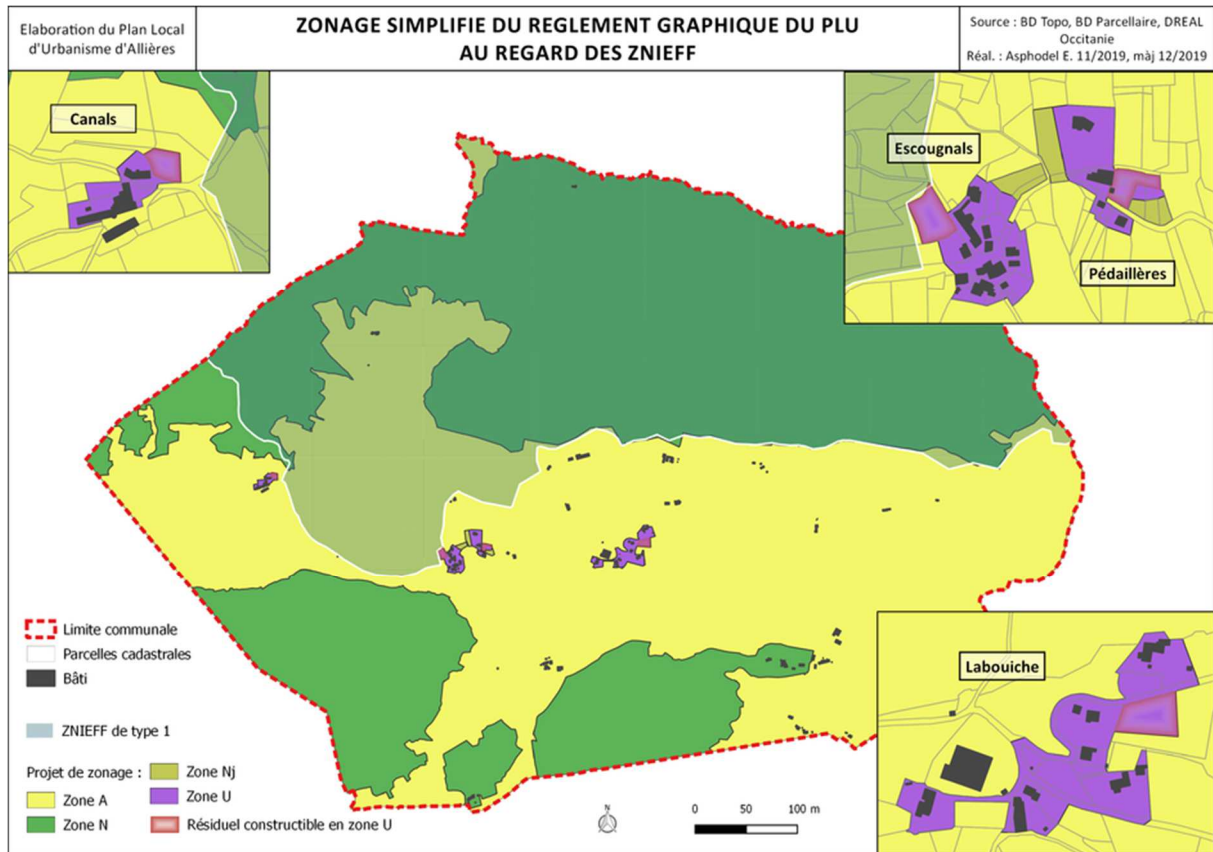 Elaboration du Plan Local
d'Urbanisme d'Allières
ZONAGE SIMPLIFIE DU REGLEMENT GRAPHIQUE DU PLU
AU REGARD DES ZNIEFF
Source : BD Topo, BD Parcellaire, DREAL
Occitanie
Réal. : Asphodel E. 11/2019, màj 12/2019
Canals
Escougnals
Pédaillères
Labouiche
Limite communale
Parcelles cadastrales
Bâti
ZNIEFF de type 1
Projet de zonage :
Zone A
Zone N
Zone Nj
Zone U
Résiduel constructible en zone U
N
0 50 100 m